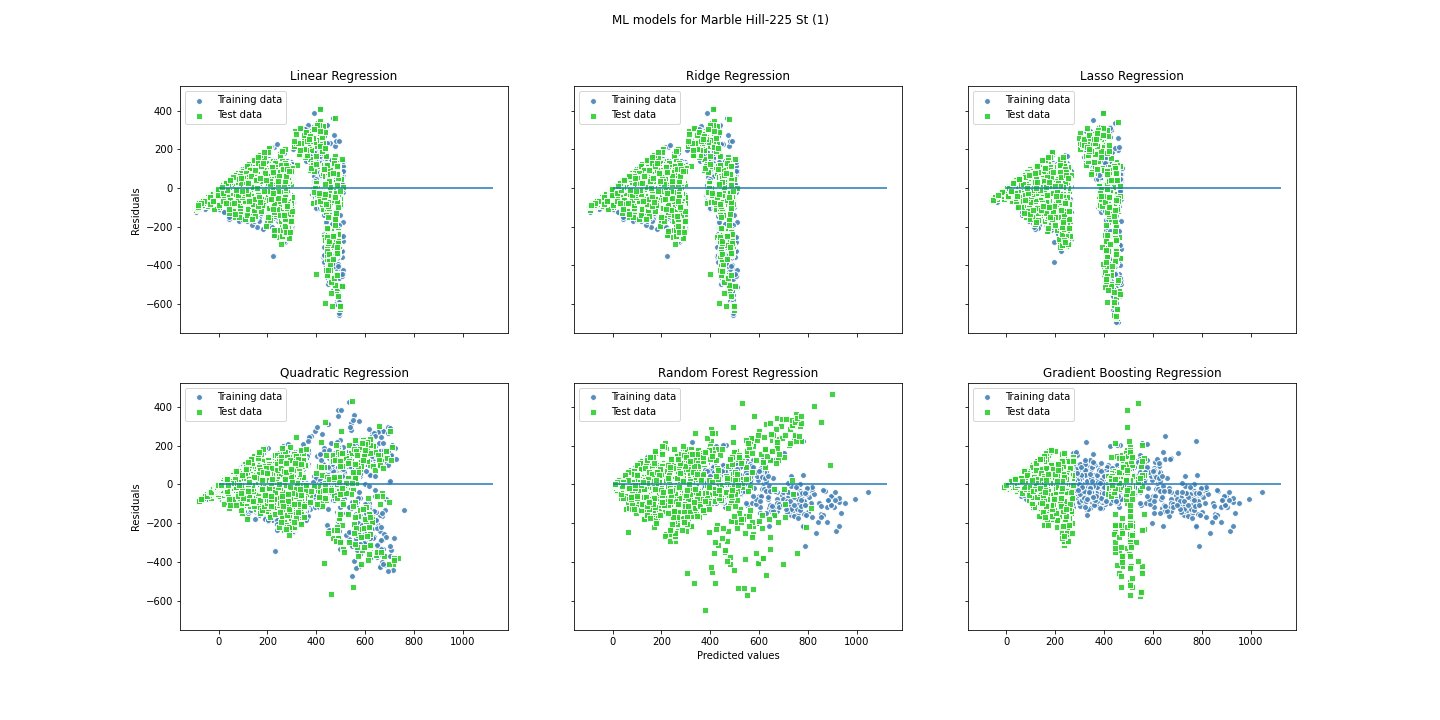 ML models for Marble Hill-225 St (1)
Linear Regression
Ridge Regression
Lasso Regression
Training data
Test data
Training data
Test data
Training data
Test data
400
200
0
−200
−400
−600
Residuals
Quadratic Regression
Random Forest Regression
Gradient Boosting Regression
Training data
Test data
Training data
Test data
Training data
Test data
400
200
0
−200
−400
−600
Residuals
0 200 400 600 800 1000
0 200 400 600 800 1000
0 200 400 600 800 1000
Predicted values